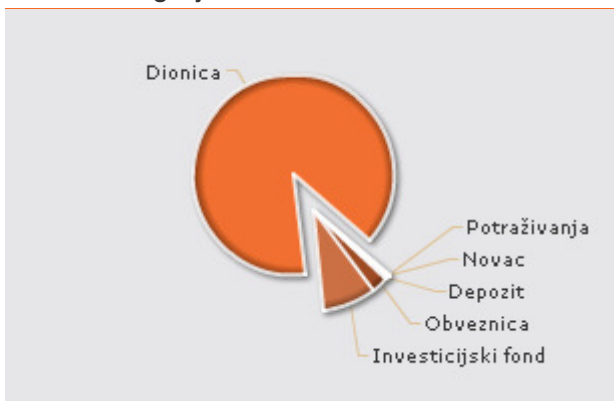 Dionica
Potraživanja
Novac
Depozit
Obveznica
Investicijski fond